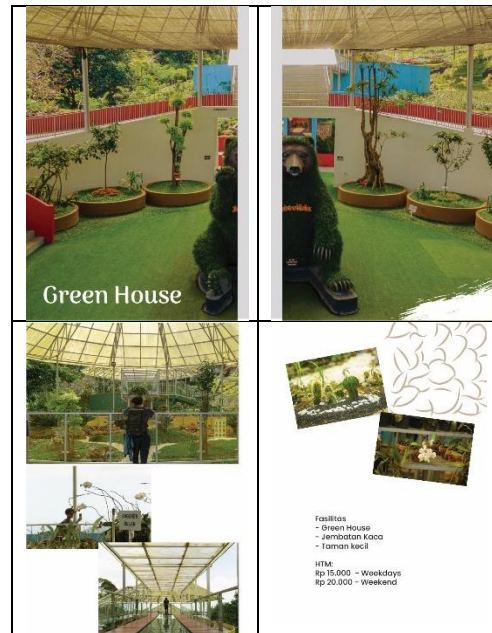 Green House
Fasilitas
- Green House
- Jembatan Kaca
- Taman kecil
HTM:
Rp 15.000 - Weekdays
Rp 20.000 - Weekend